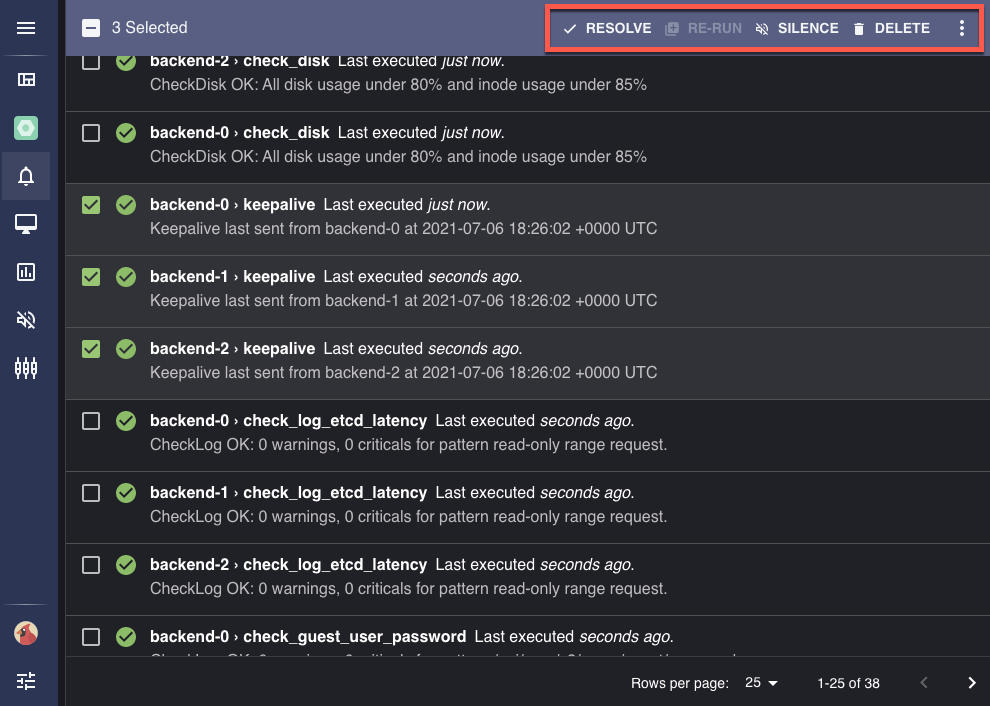 3 Selected
RESOLVE RE-RUN SILENCE DELETE
backend-2 › check_disk Last executed just now.
CheckDisk OK: All disk usage under 80% and inode usage under 85%
backend-0 › check_disk Last executed just now.
CheckDisk OK: All disk usage under 80% and inode usage under 85%
backend-0 › keepalive Last executed just now.
Keepalive last sent from backend-0 at 2021-07-06 18:26:02 +0000 UTC
backend-1 › keepalive Last executed seconds ago.
Keepalive last sent from backend-1 at 2021-07-06 18:26:02 +0000 UTC
backend-2 › keepalive Last executed seconds ago.
Keepalive last sent from backend-2 at 2021-07-06 18:26:02 +0000 UTC
backend-0 › check_log_etcd_latency Last executed seconds ago.
CheckLog OK: 0 warnings, 0 criticals for pattern read-only range request.
backend-1 › check_log_etcd_latency Last executed seconds ago.
CheckLog OK: 0 warnings, 0 criticals for pattern read-only range request.
backend-2 › check_log_etcd_latency Last executed seconds ago.
CheckLog OK: 0 warnings, 0 criticals for pattern read-only range request.
backend-0 › check_guest_user_password Last executed seconds ago.
Rows per page: 25 1-25 of 38